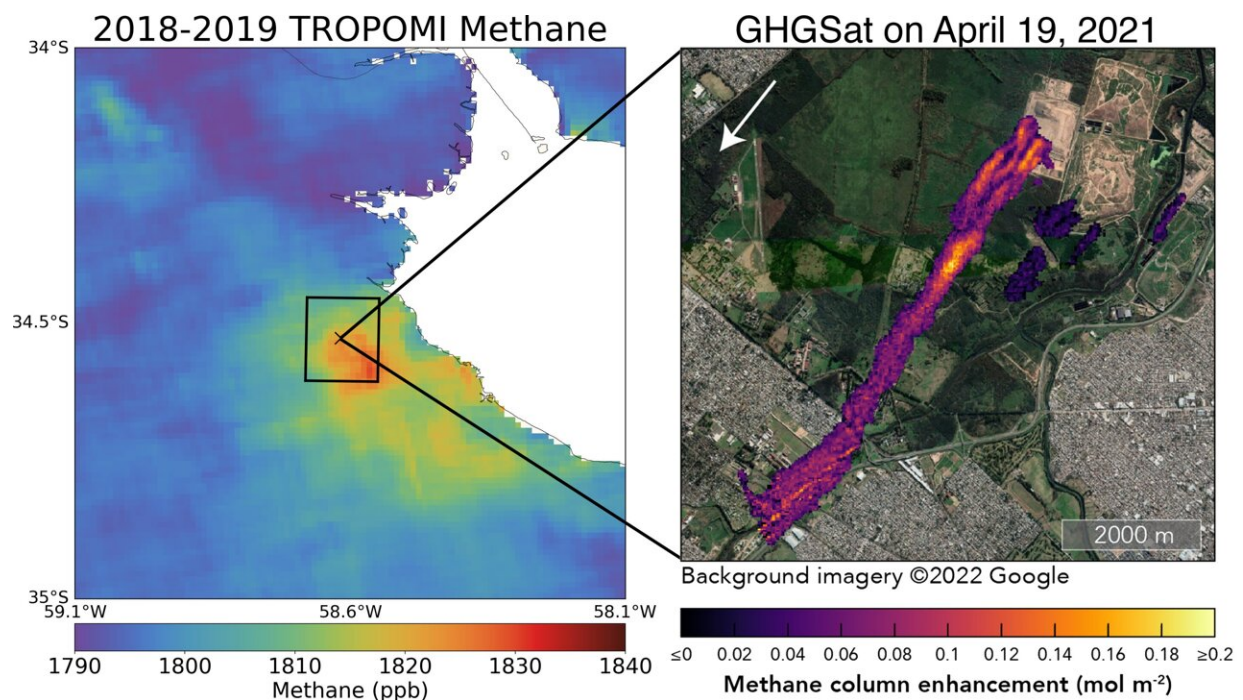 2018-2019 TROPOMI Methane
34°S
34.5°S
35°S
59.1°W 58.6°W 58.1°W
1790 1800 1810 1820 1830 1840
Methane (ppb)
GHGSat on April 19, 2021
2000 m
Background imagery ©2022 Google
≤0 0.02 0.04 0.06 0.08 0.1 0.12 0.14 0.16 0.18 ≥0.2
Methane column enhancement (mol m⁻²)